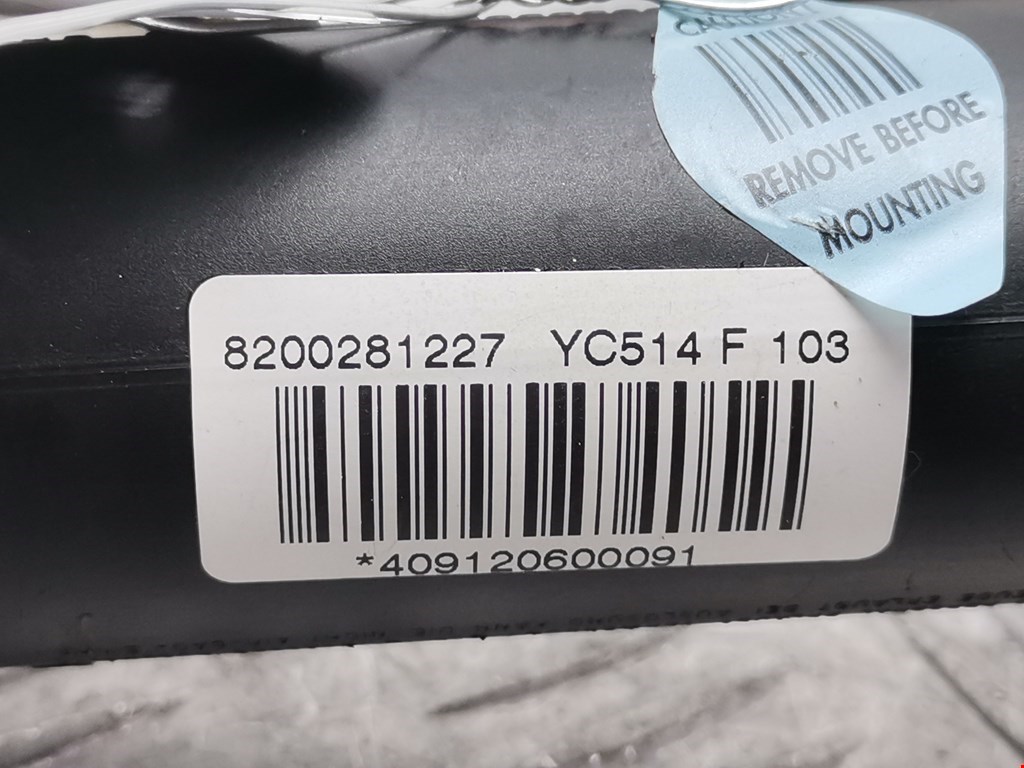 REMOVE BEFORE
MOUNTING
8200281227 YC514 F 103
*409120600091